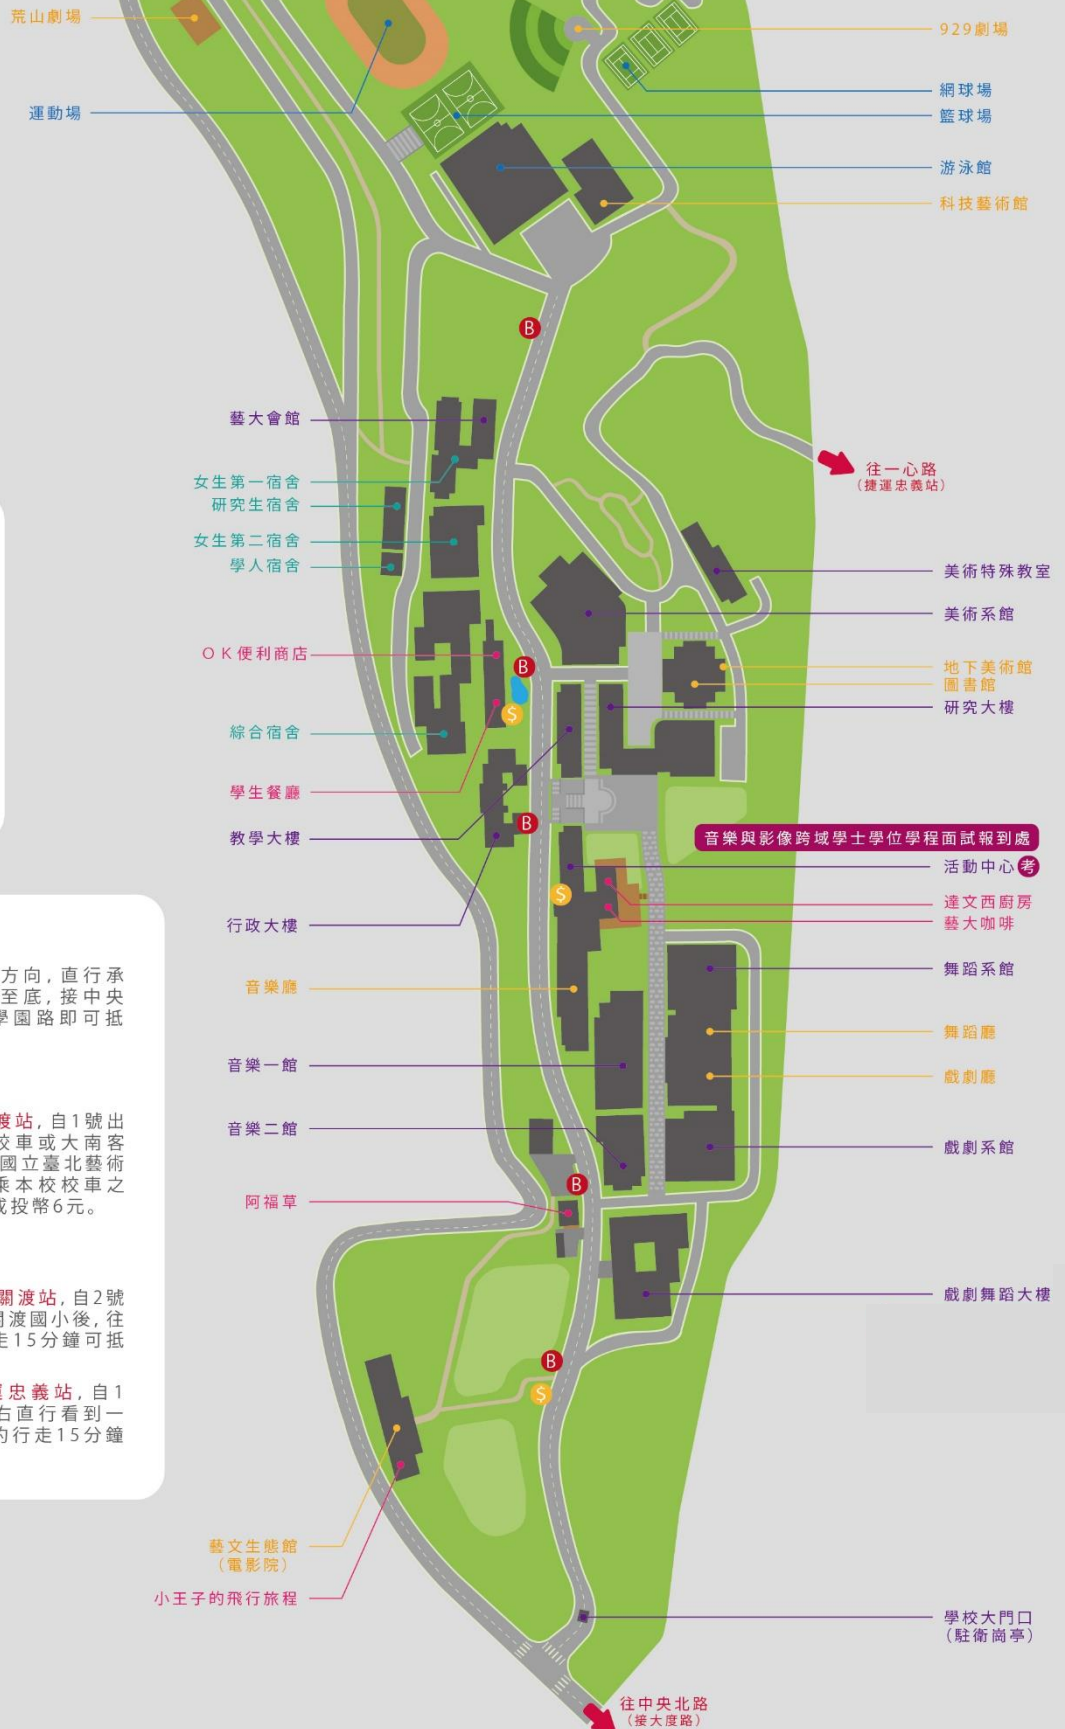 荒山劇場
929劇場
運動場
網球場
籃球場
游泳館
科技藝術館
B
藝大會館
往一心路
(捷運忠義站)
女生第一宿舍
研究生宿舍
女生第二宿舍
學人宿舍
美術特殊教室
美術系館
OK便利商店
B
地下美術館
圖書館
研究大樓
$
綜合宿舍
學生餐廳
教學大樓
B
音樂與影像跨域學士學位學程面試報到處
活動中心 考
$
達文西廚房
藝大咖啡
行政大樓
舞蹈系館
音樂廳
舞蹈廳
音樂一館
戲劇廳
音樂二館
戲劇系館
B
阿福草
戲劇舞蹈大樓
B
$
藝文生態館
(電影院)
小王子的飛行旅程
學校大門口
(駐衛崗亭)
往中央北路
(接大度路)
方向, 直行承
至底, 接中央
學園路即可抵
渡站, 自1號出
校車或大南客
國立臺北藝術
乘本校校車之
或投幣6元。
關渡站, 自2號
關渡國小後, 往
走15分鐘可抵
運忠義站, 自1
右直行看到一
約行走15分鐘